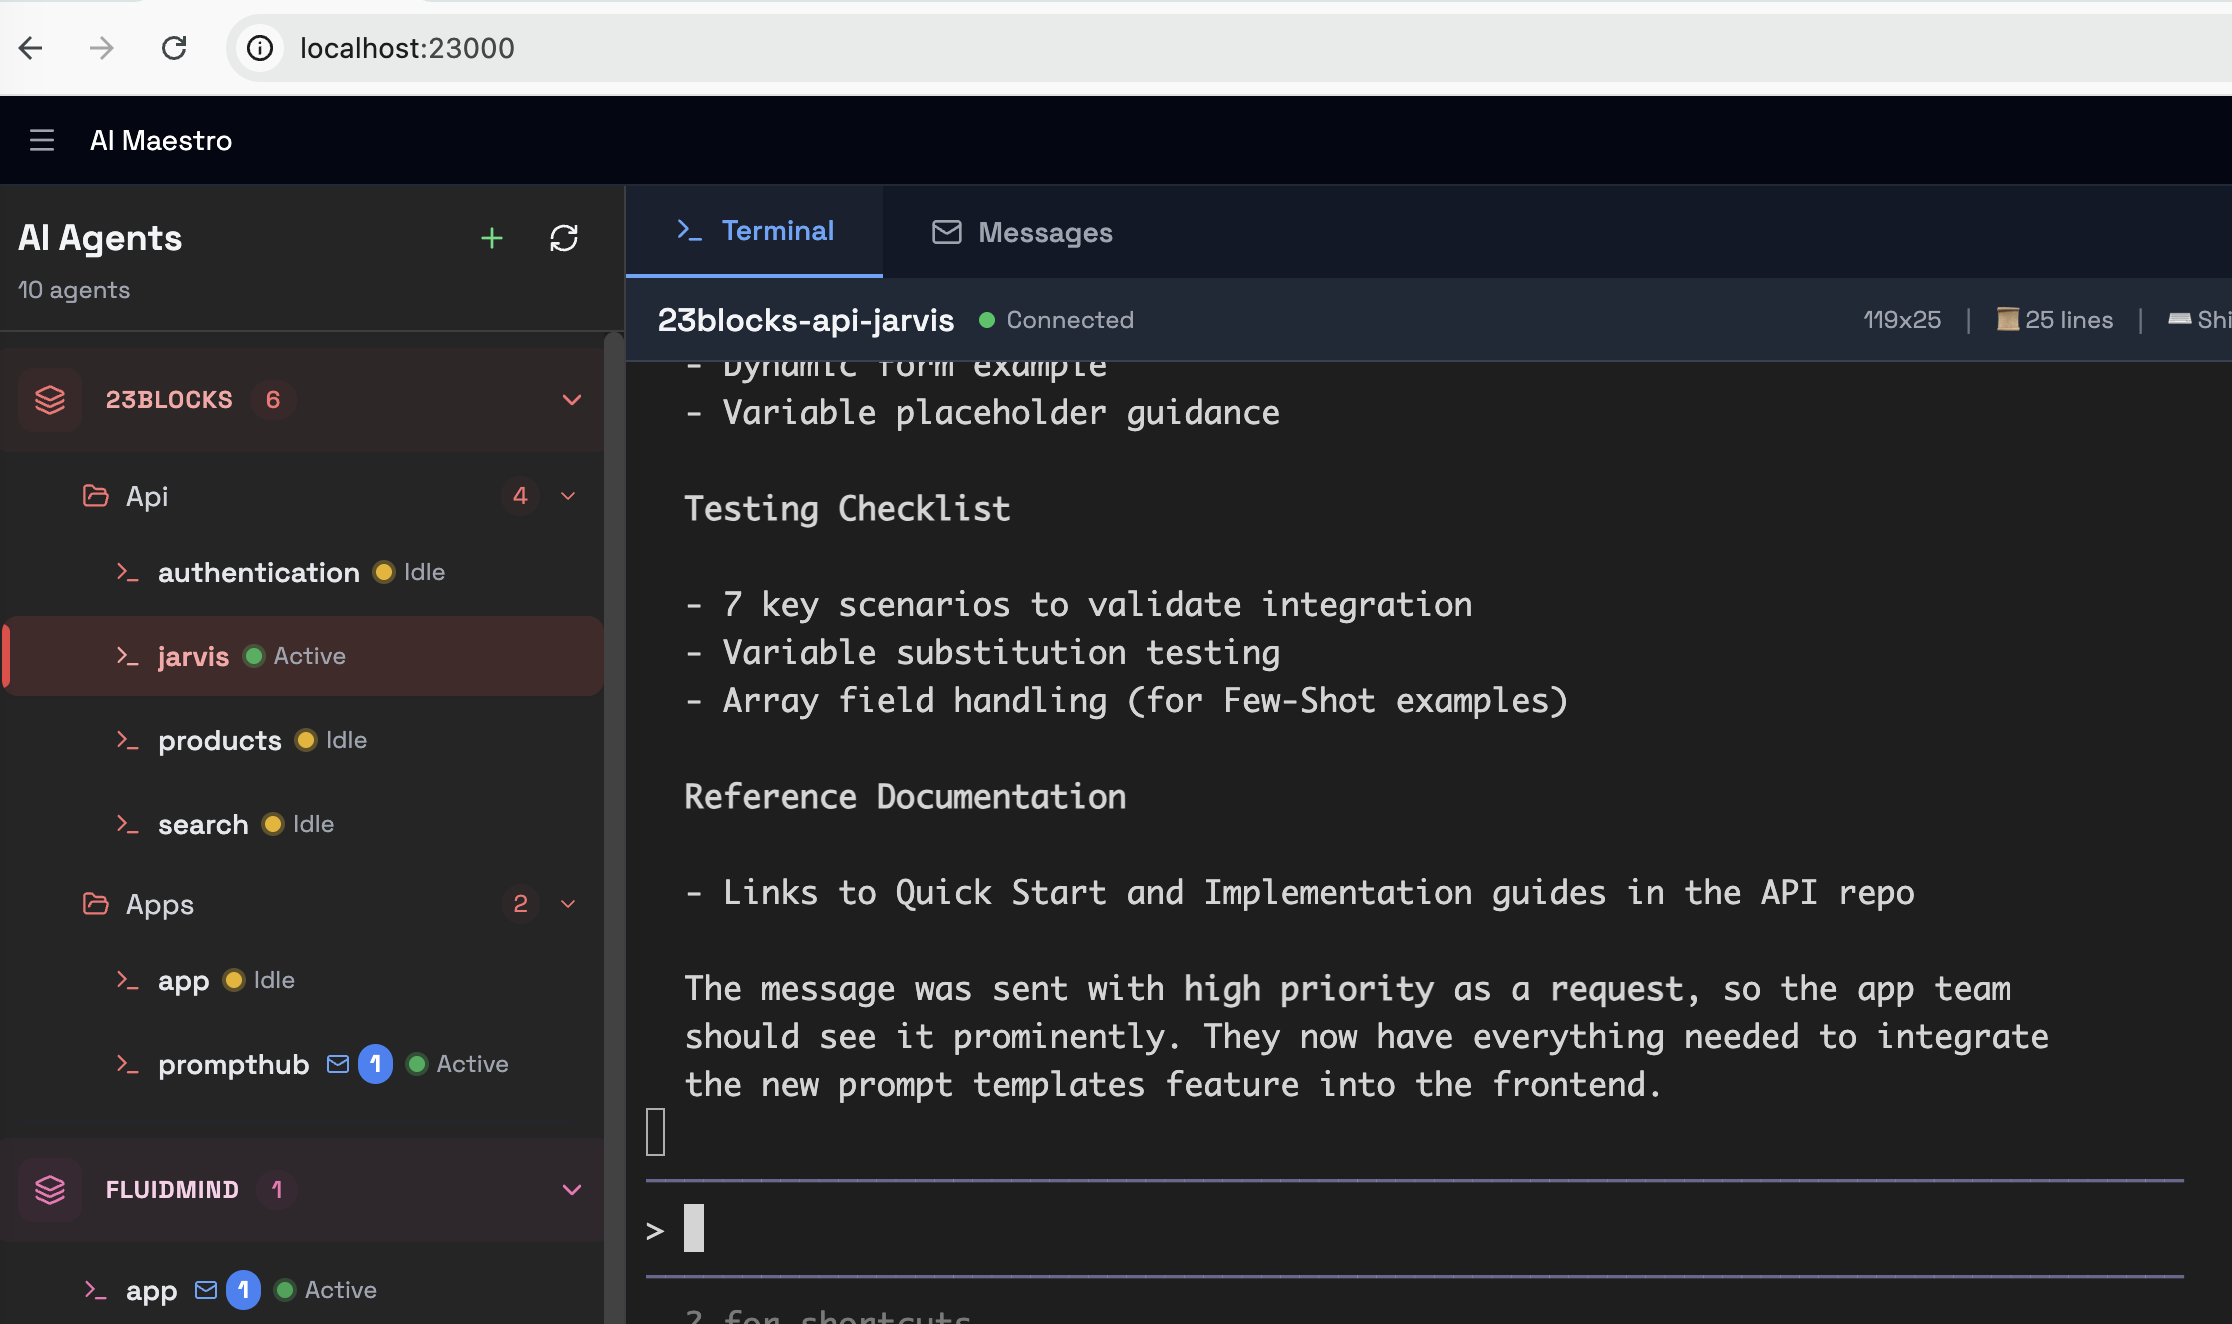 localhost:23000
AI Maestro
AI Agents
10 agents
23BLOCKS 6
Api 4
authentication Idle
jarvis Active
products Idle
search Idle
Apps 2
app Idle
prompthub 1 Active
FLUIDMIND 1
app 1 Active
Terminal
Messages
23blocks-api-jarvis Connected
119x25 | 25 lines | Shi
- Dynamic form example
- Variable placeholder guidance
Testing Checklist
- 7 key scenarios to validate integration
- Variable substitution testing
- Array field handling (for Few-Shot examples)
Reference Documentation
- Links to Quick Start and Implementation guides in the API repo
The message was sent with high priority as a request, so the app team
should see it prominently. They now have everything needed to integrate
the new prompt templates feature into the frontend.
>
? for shortcuts